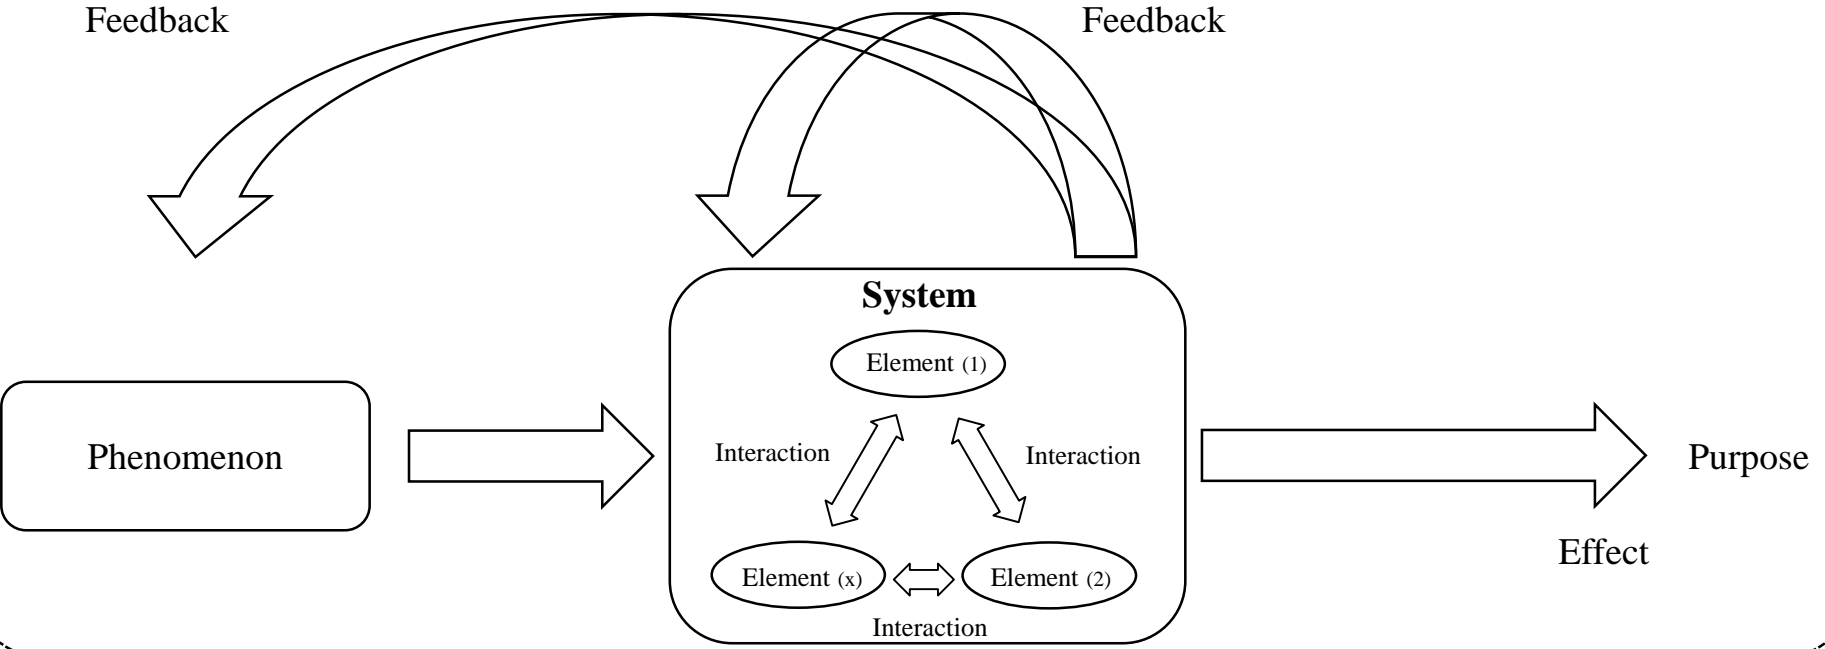 Feedback
Feedback
System
Element (1)
Interaction
Interaction
Phenomenon
Purpose
Effect
Element (x)
Element (2)
Interaction